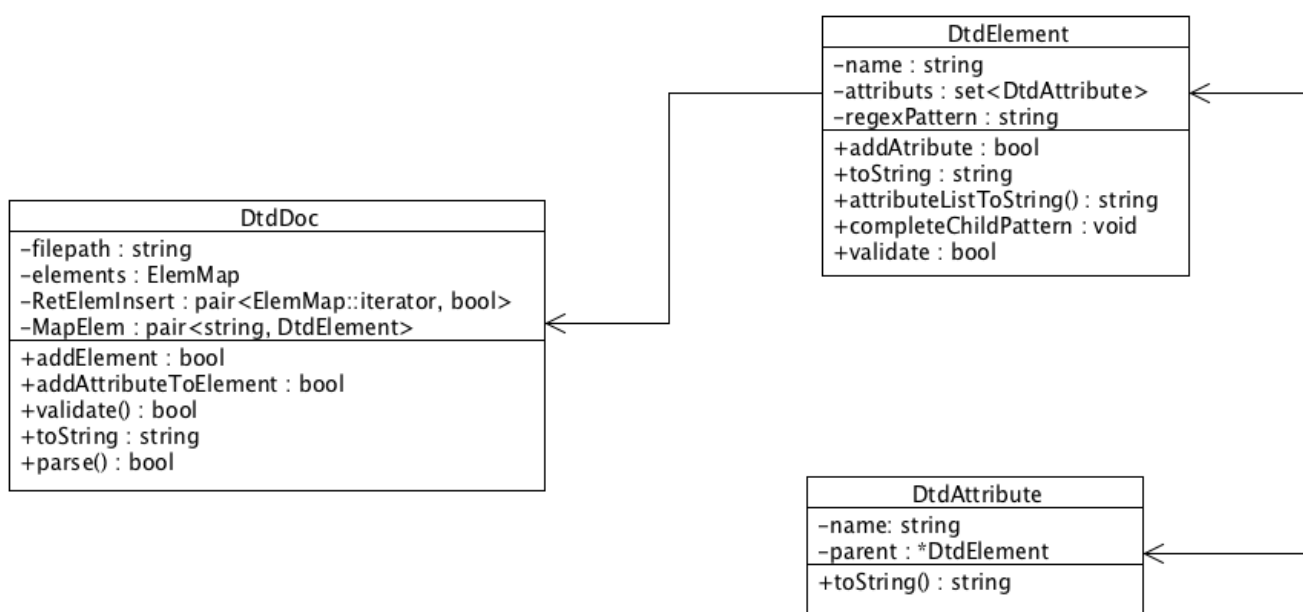 DtdElement
-name : string
-attributs : set<DtdAttribute>
-regexPattern : string
+addAtribute : bool
+toString : string
+attributeListToString() : string
+completeChildPattern : void
+validate : bool
DtdDoc
-filepath : string
-elements : ElemMap
-RetElemInsert : pair<ElemMap::iterator, bool>
-MapElem : pair<string, DtdElement>
+addElement : bool
+addAttributeToElement : bool
+validate() : bool
+toString : string
+parse() : bool
DtdAttribute
-name: string
-parent : *DtdElement
+toString() : string